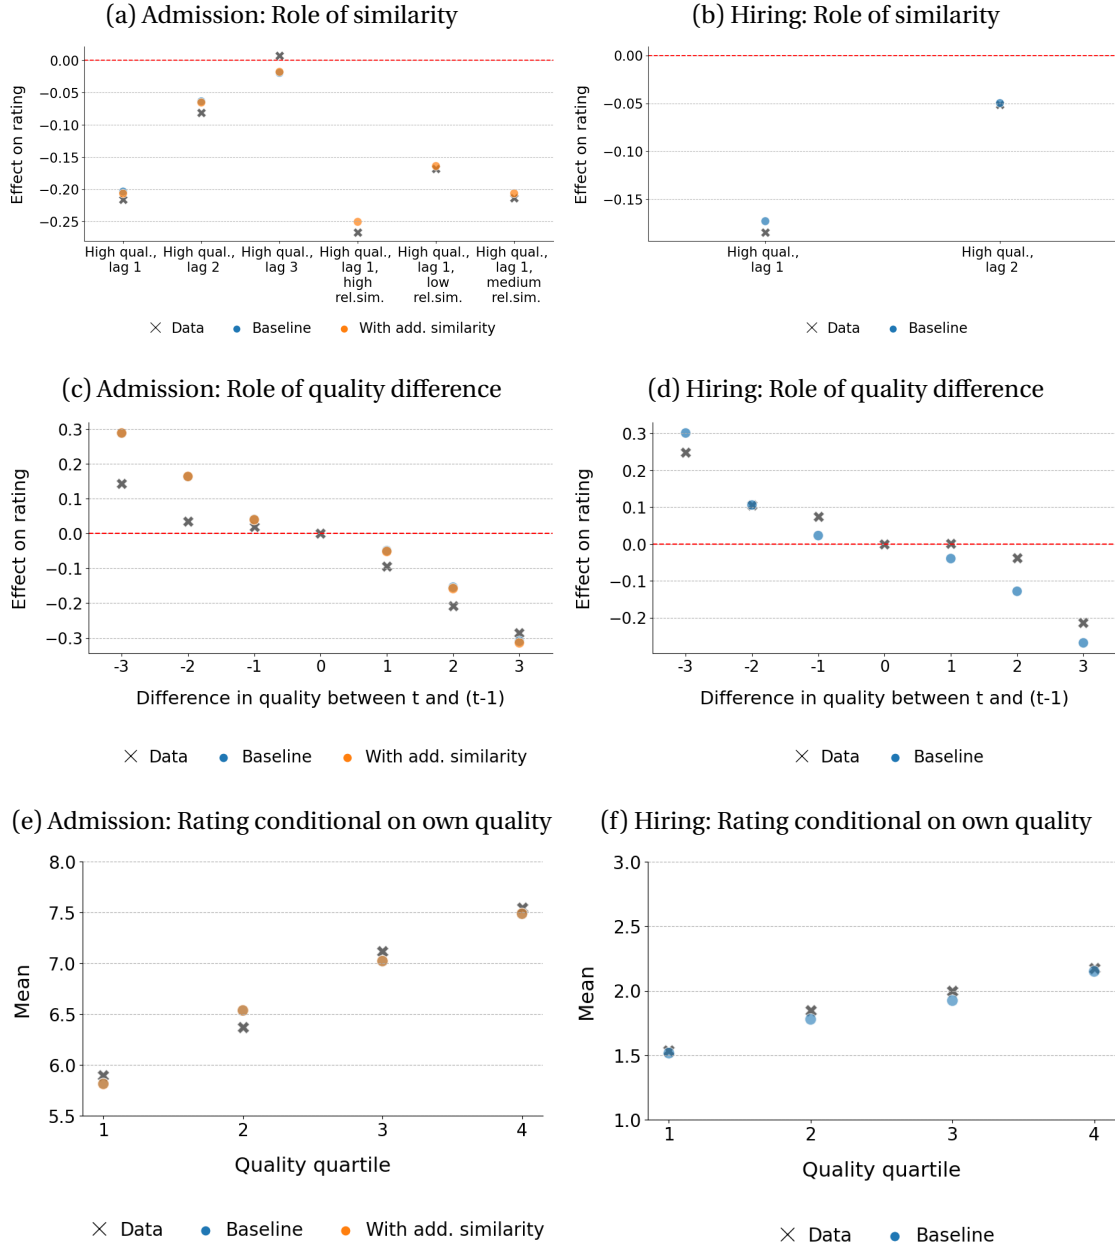 (a) Admission: Role of similarity
Effect on rating
0.00
−0.05
−0.10
−0.15
−0.20
−0.25
High qual., lag 1
High qual., lag 2
High qual., lag 3
High qual., lag 1, high rel.sim.
High qual., lag 1, low rel.sim.
High qual., lag 1, medium rel.sim.
Data Baseline With add. similarity
(b) Hiring: Role of similarity
Effect on rating
0.00
−0.05
−0.10
−0.15
High qual., lag 1
High qual., lag 2
Data Baseline
(c) Admission: Role of quality difference
Effect on rating
0.3
0.2
0.1
0.0
−0.1
−0.2
−0.3
-3 -2 -1 0 1 2 3
Difference in quality between t and (t-1)
Data Baseline With add. similarity
(d) Hiring: Role of quality difference
Effect on rating
0.3
0.2
0.1
0.0
−0.1
−0.2
-3 -2 -1 0 1 2 3
Difference in quality between t and (t-1)
Data Baseline
(e) Admission: Rating conditional on own quality
Mean
8.0
7.5
7.0
6.5
6.0
5.5
1 2 3 4
Quality quartile
Data Baseline With add. similarity
(f) Hiring: Rating conditional on own quality
Mean
3.0
2.5
2.0
1.5
1.0
1 2 3 4
Quality quartile
Data Baseline